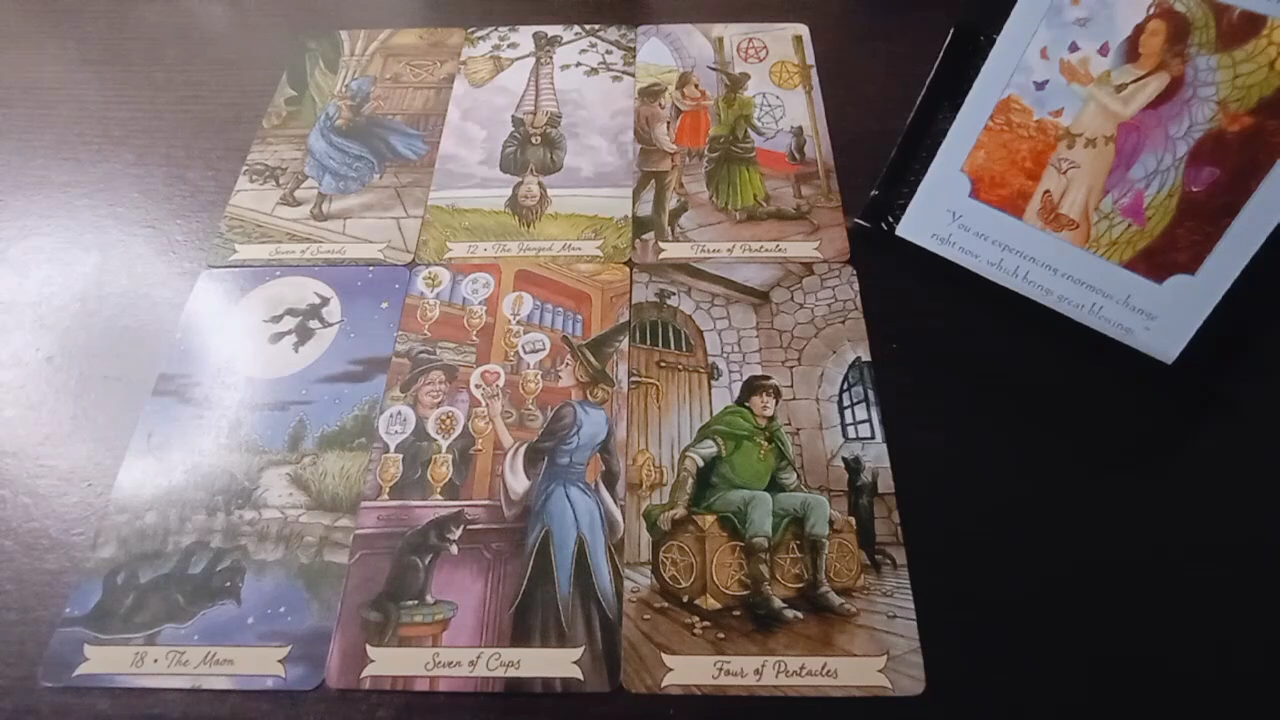 Seven of Swords
12 • The Hanged Man
Three of Pentacles
18 • The Moon
Seven of Cups
Four of Pentacles
"You are experiencing enormous change
right now, which brings great blessings."